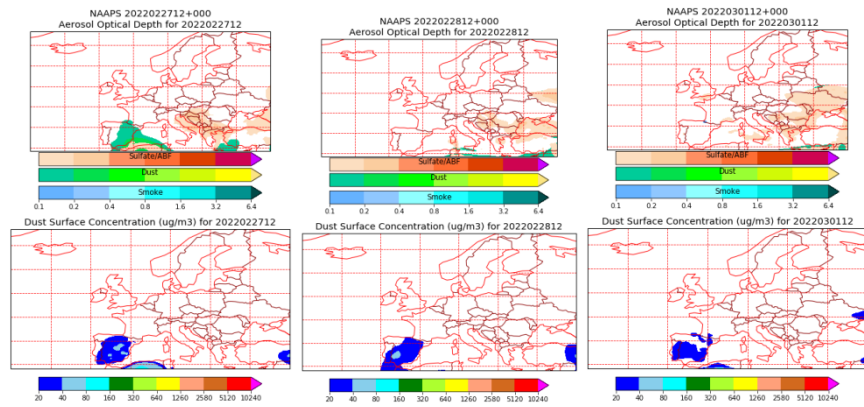 NAAPS 2022022712+000
Aerosol Optical Depth for 2022022712
Sulfate/ABF
Dust
Smoke
0.1 0.2 0.4 0.8 1.6 3.2 6.4
NAAPS 2022022812+000
Aerosol Optical Depth for 2022022812
Sulfate/ABF
Dust
Smoke
0.1 0.2 0.4 0.8 1.6 3.2 6.4
NAAPS 2022030112+000
Aerosol Optical Depth for 2022030112
Sulfate/ABF
Dust
Smoke
0.1 0.2 0.4 0.8 1.6 3.2 6.4
Dust Surface Concentration (ug/m3) for 2022022712
20 40 80 160 320 640 1260 2580 5120 10240
Dust Surface Concentration (ug/m3) for 2022022812
20 40 80 160 320 640 1260 2580 5120 10240
Dust Surface Concentration (ug/m3) for 2022030112
20 40 80 160 320 640 1260 2580 5120 10240